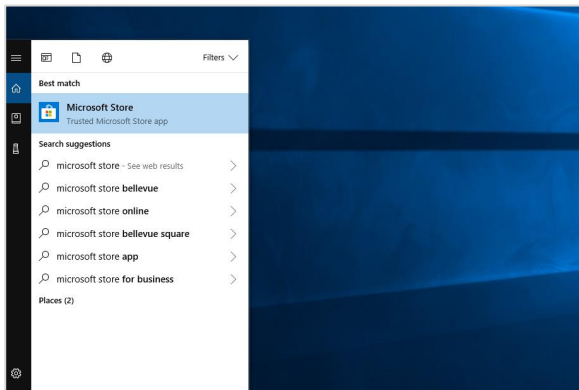 Filters
Best match
Microsoft Store
Trusted Microsoft Store app
Search suggestions
microsoft store - See web results
microsoft store bellevue
microsoft store online
microsoft store bellevue square
microsoft store app
microsoft store for business
Places (2)